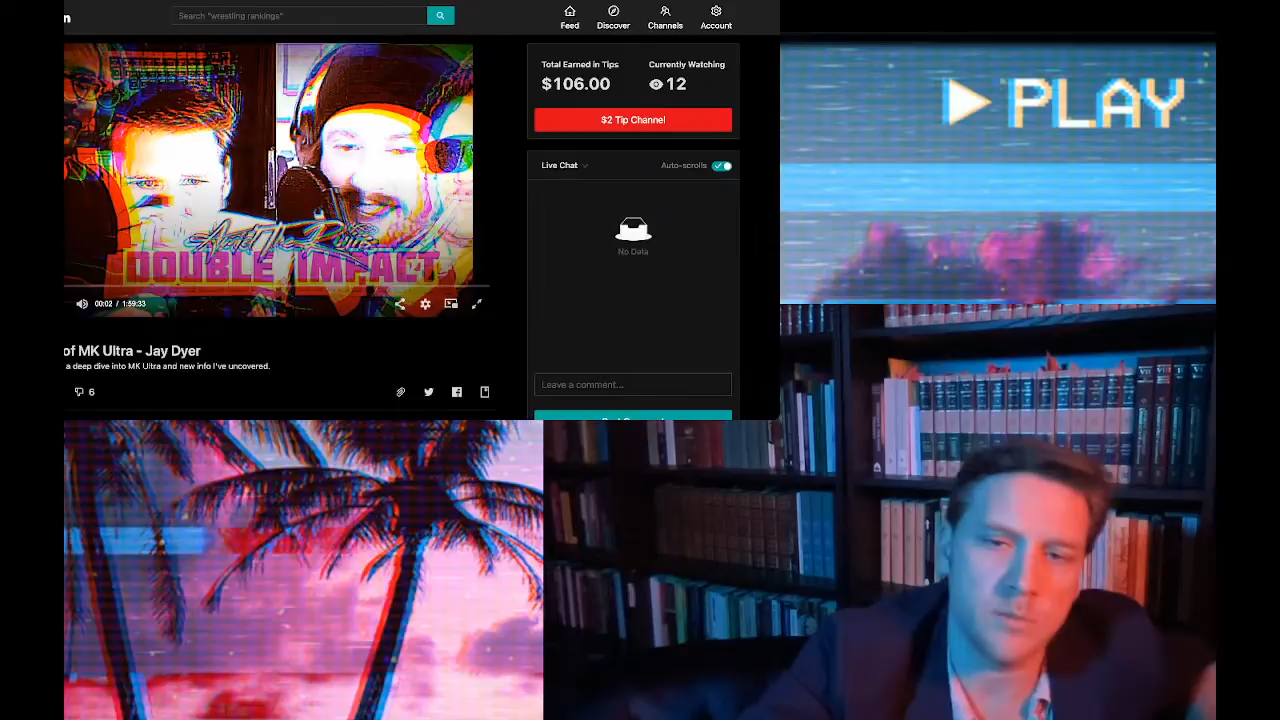 n
Search "wrestling rankings"
Feed
Discover
Channels
Account
Total Earned in Tips
Currently Watching
$106.00
12
$2 Tip Channel
Live Chat
Auto-scrolls
No Data
DOUBLE IMPACT
00:02 / 1:59:33
of MK Ultra - Jay Dyer
a deep dive into MK Ultra and new info I've uncovered.
6
Leave a comment...
PLAY